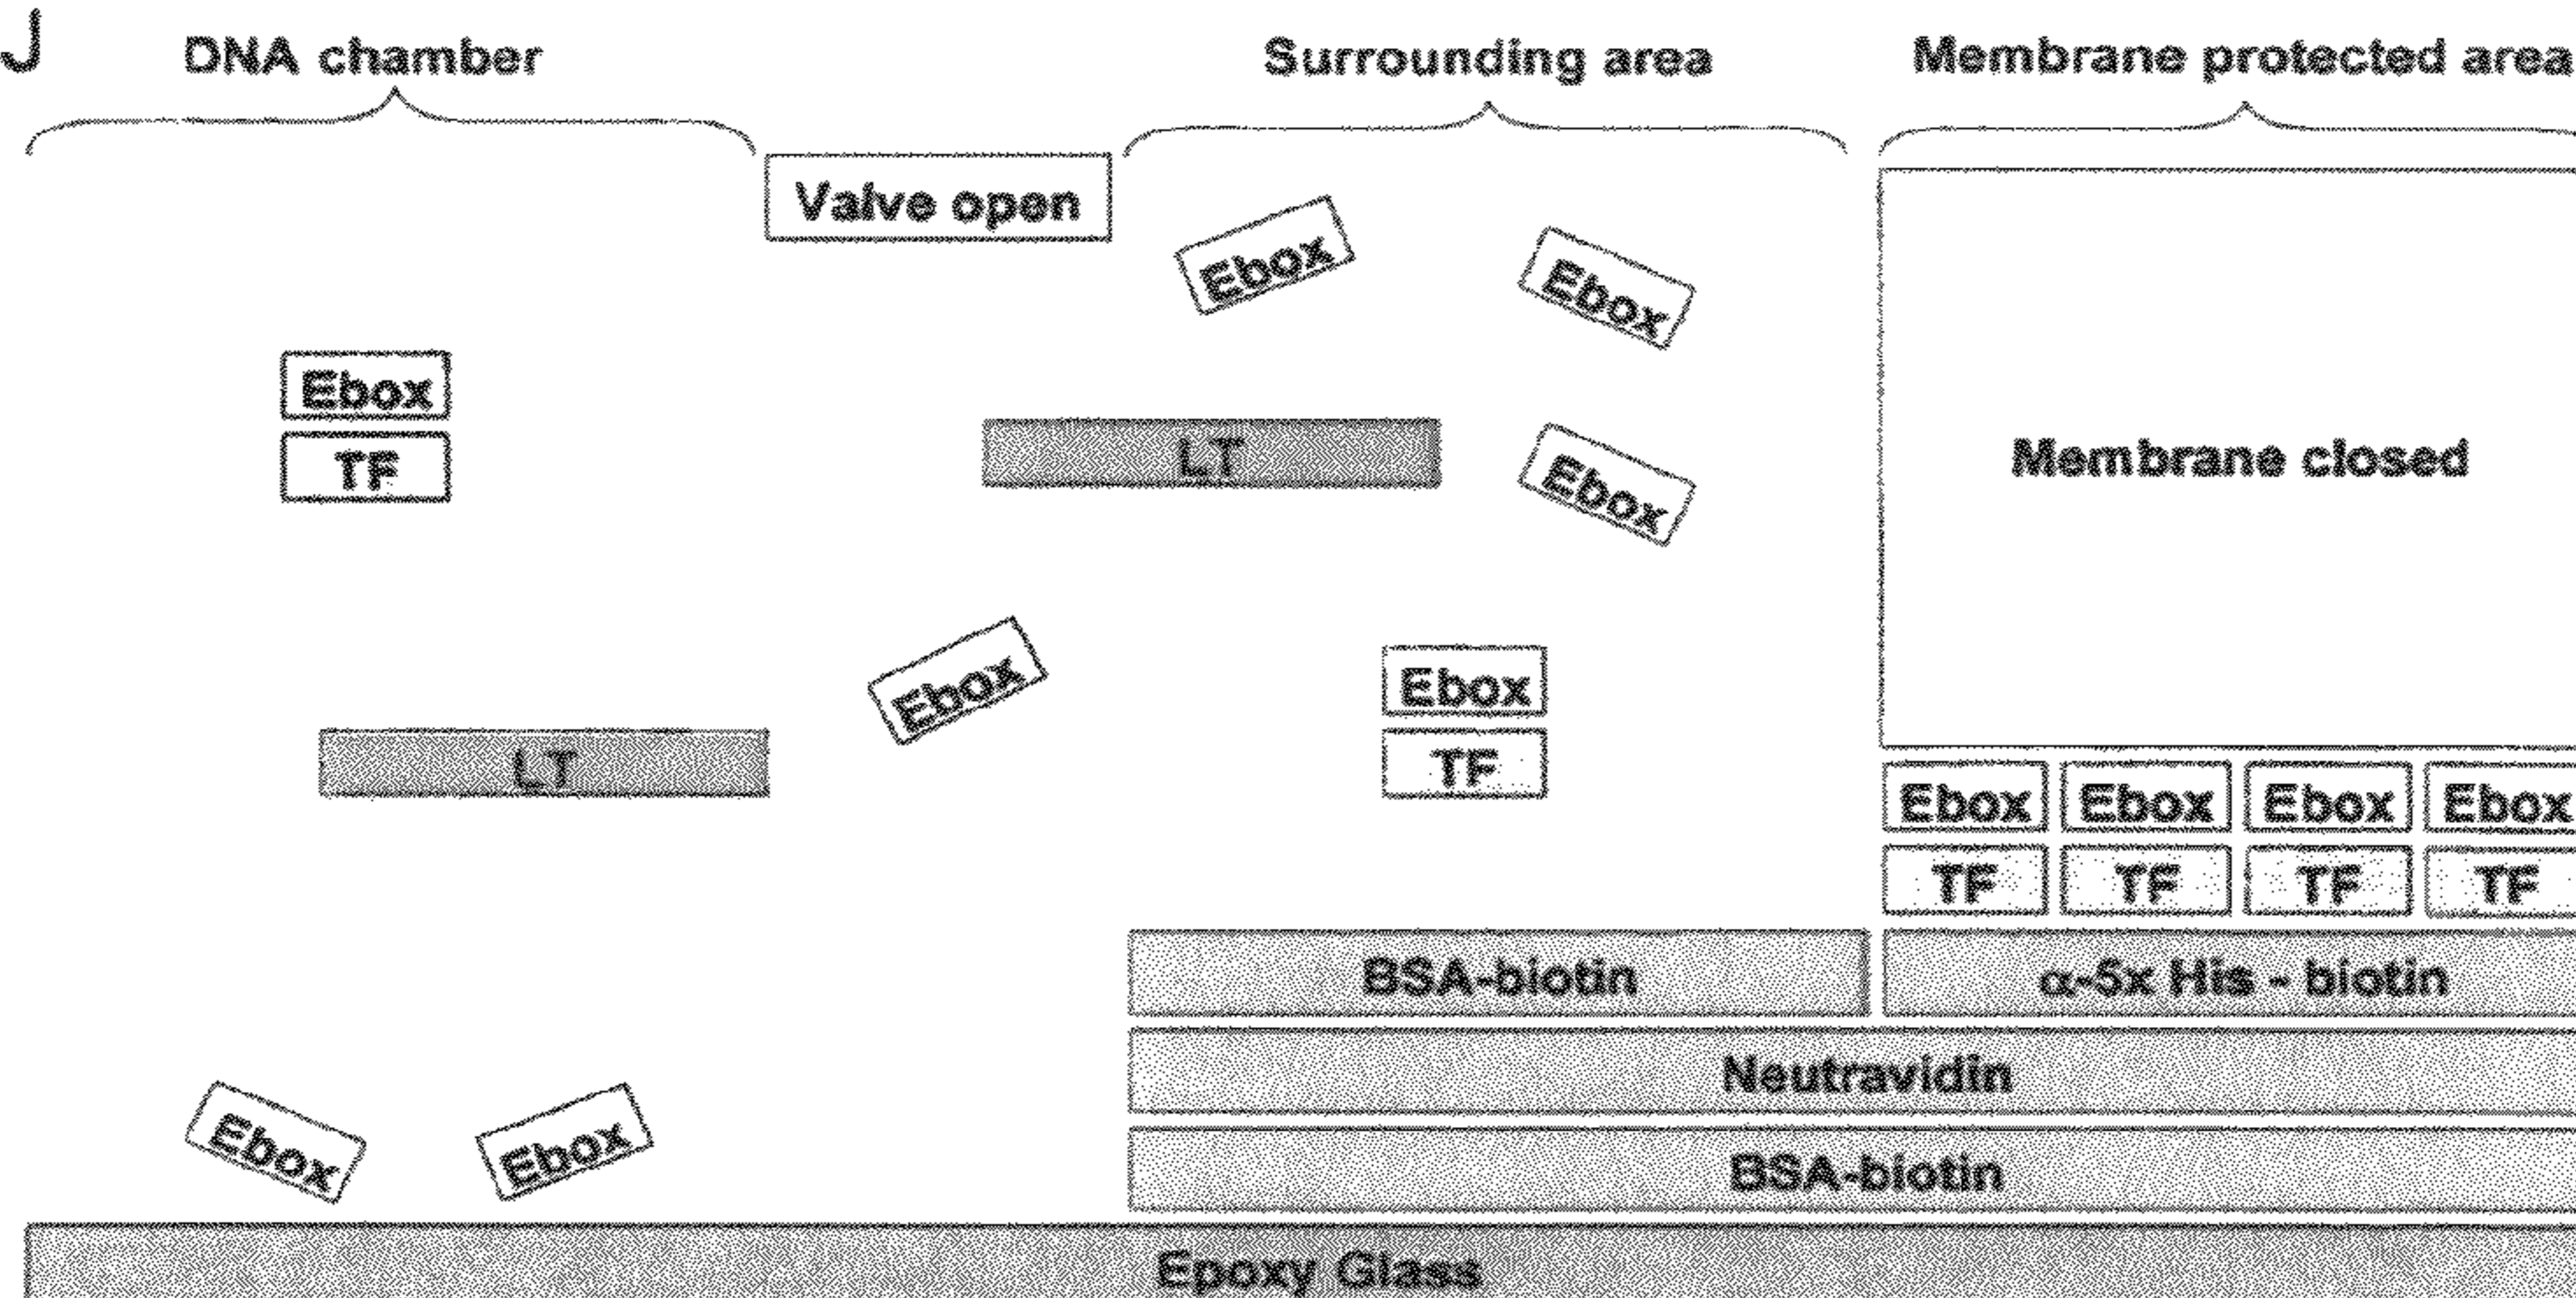 J
DNA chamber
Surrounding area
Membrane protected area
Valve open
Ebox
Ebox
Ebox
TF
LT
Ebox
Membrane closed
Ebox
Ebox
TF
LT
Ebox Ebox Ebox Ebox
TF TF TF TF
BSA-biotin
α-5x His - biotin
Neutravidin
Ebox
Ebox
BSA-biotin
Epoxy Glass